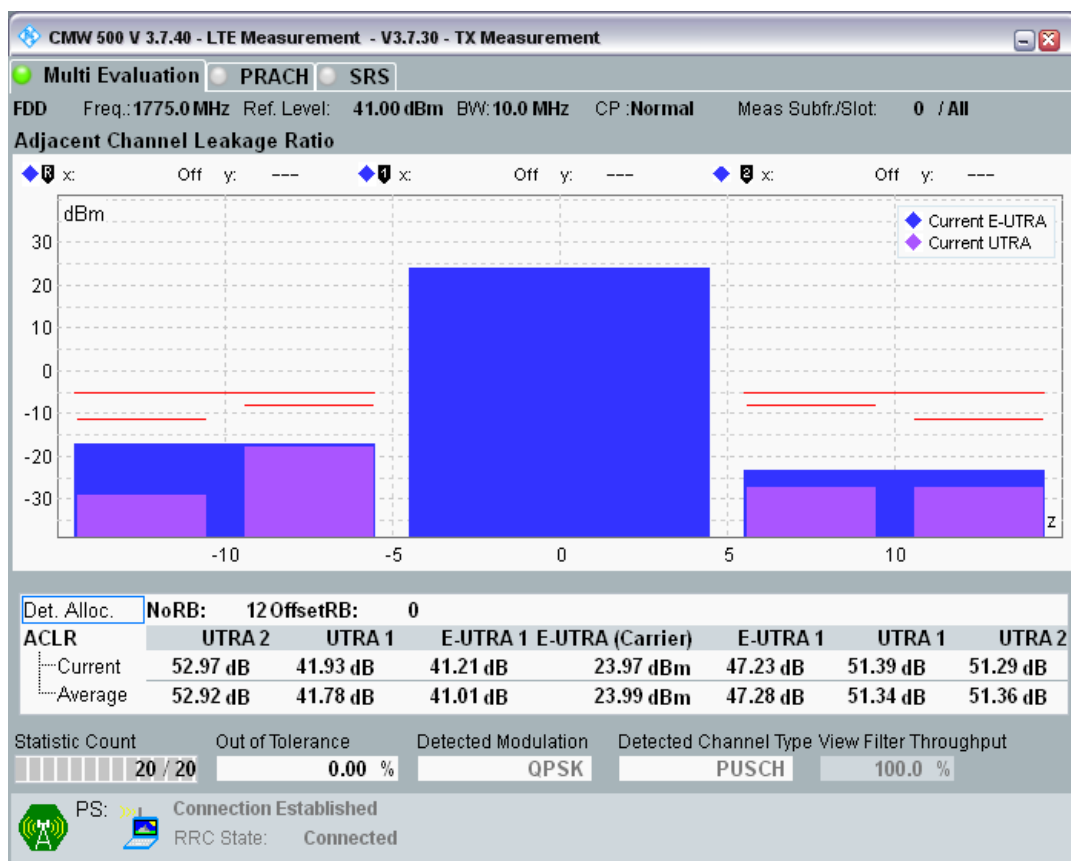 CMW 500 V 3.7.40 - LTE Measurement - V3.7.30 - TX Measurement
Multi Evaluation PRACH SRS
FDD Freq.: 1775.0 MHz Ref. Level: 41.00 dBm BW: 10.0 MHz CP : Normal Meas Subfr./Slot: 0 / All
Adjacent Channel Leakage Ratio
R x: Off y: --- 1 x: Off y: --- 2 x: Off y: ---
dBm
Current E-UTRA
Current UTRA
30
20
10
0
-10
-20
-30
z
-10 -5 0 5 10
Det. Alloc. NoRB: 12 OffsetRB: 0
ACLR UTRA 2 UTRA 1 E-UTRA 1 E-UTRA (Carrier) E-UTRA 1 UTRA 1 UTRA 2
Current 52.97 dB 41.93 dB 41.21 dB 23.97 dBm 47.23 dB 51.39 dB 51.29 dB
Average 52.92 dB 41.78 dB 41.01 dB 23.99 dBm 47.28 dB 51.34 dB 51.36 dB
Statistic Count Out of Tolerance Detected Modulation Detected Channel Type View Filter Throughput
20 / 20 0.00 % QPSK PUSCH 100.0 %
PS: Connection Established
RRC State: Connected